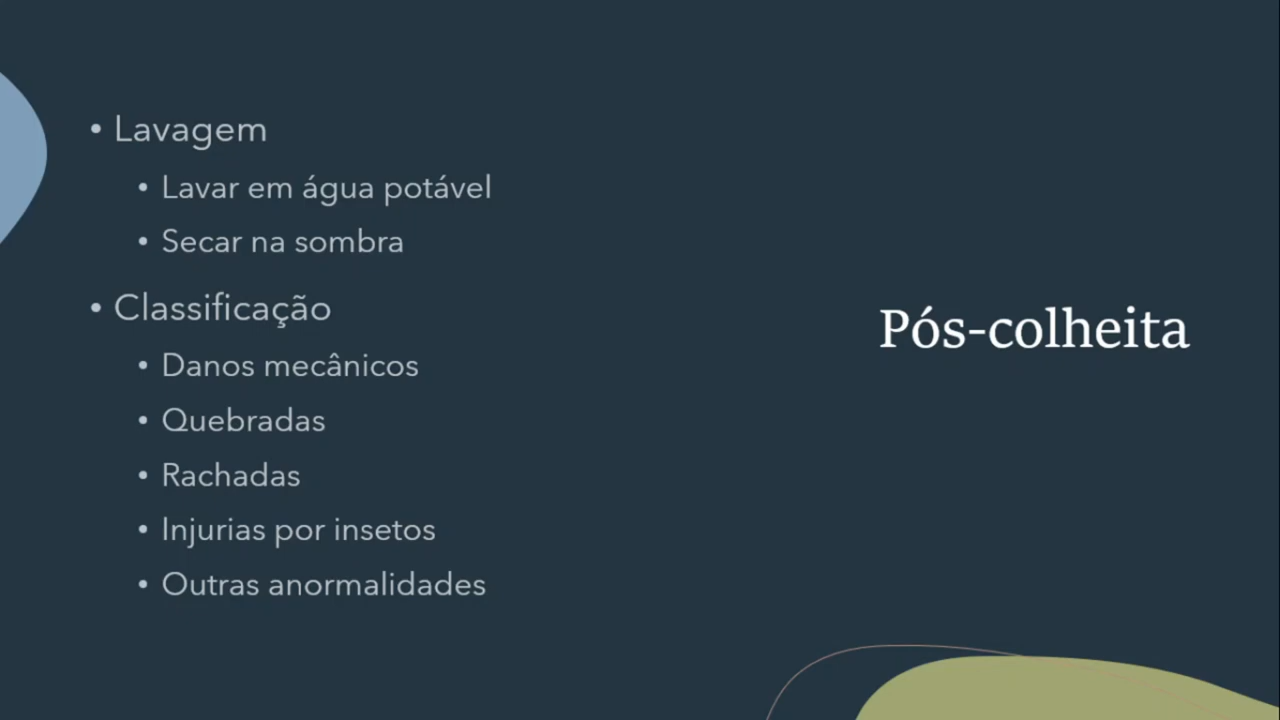 • Lavagem
• Lavar em água potável
• Secar na sombra
• Classificação
• Danos mecânicos
• Quebradas
• Rachadas
• Injurias por insetos
• Outras anormalidades
Pós-colheita